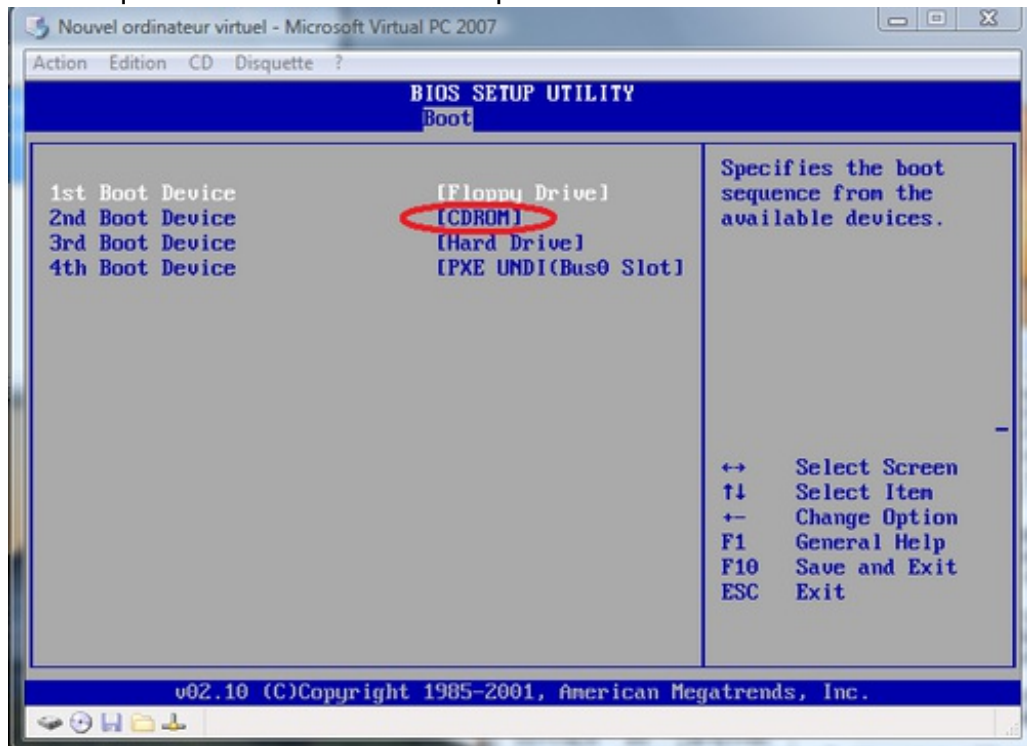 Nouvel ordinateur virtuel - Microsoft Virtual PC 2007
Action Edition CD Disquette ?
BIOS SETUP UTILITY
Boot
1st Boot Device [Floppy Drive]
2nd Boot Device [CDROM]
3rd Boot Device [Hard Drive]
4th Boot Device [PXE UNDI(Bus0 Slot]
Specifies the boot
sequence from the
available devices.
↔ Select Screen
↑↓ Select Item
+- Change Option
F1 General Help
F10 Save and Exit
ESC Exit
v02.10 (C)Copyright 1985-2001, American Megatrends, Inc.